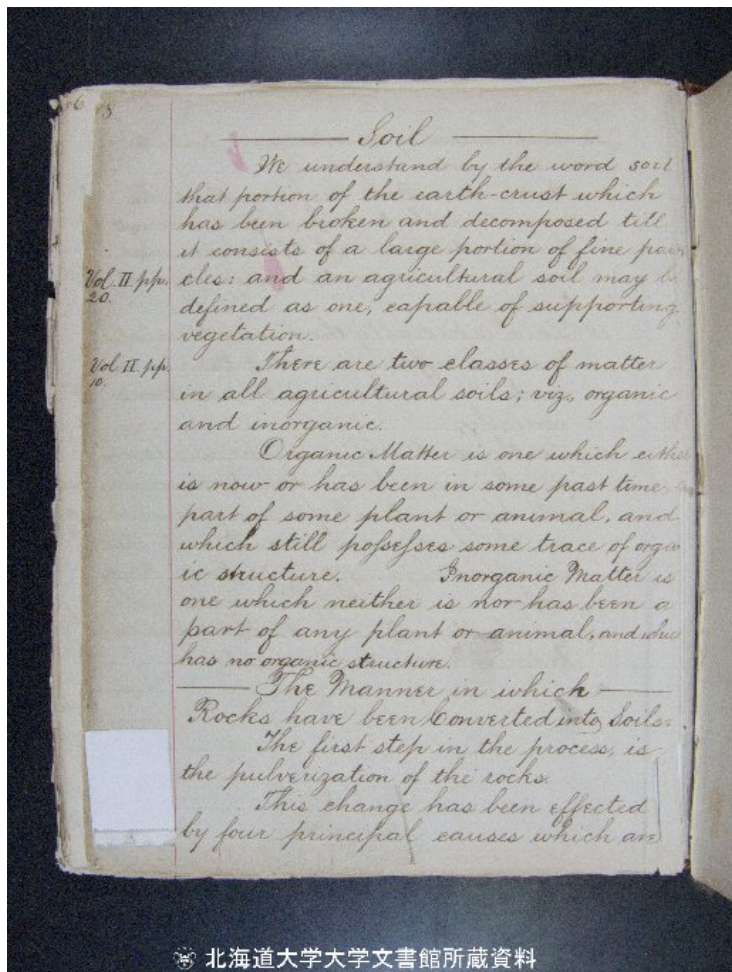 Soil
We understand by the word soil
that portion of the earth-crust which
has been broken and decomposed till
it consists of a large portion of fine par
Vol. II. pp. 20.
cles: and an agricultural soil may be
defined as one, capable of supporting
vegetation.
Vol II. pp. 10.
There are two classes of matter
in all agricultural soils; viz., organic
and inorganic.
Organic Matter is one which either
is now or has been in some past time,
part of some plant or animal, and
which still possesses some trace of orga
ic structure. Inorganic Matter is
one which neither is nor has been a
part of any plant or animal, and
has no organic structure.
The Manner in which
Rocks have been Converted into Soils.
The first step in the process, is
the pulverization of the rocks.
This change has been effected
by four principal causes which are
北海道大学大学文書館所蔵資料